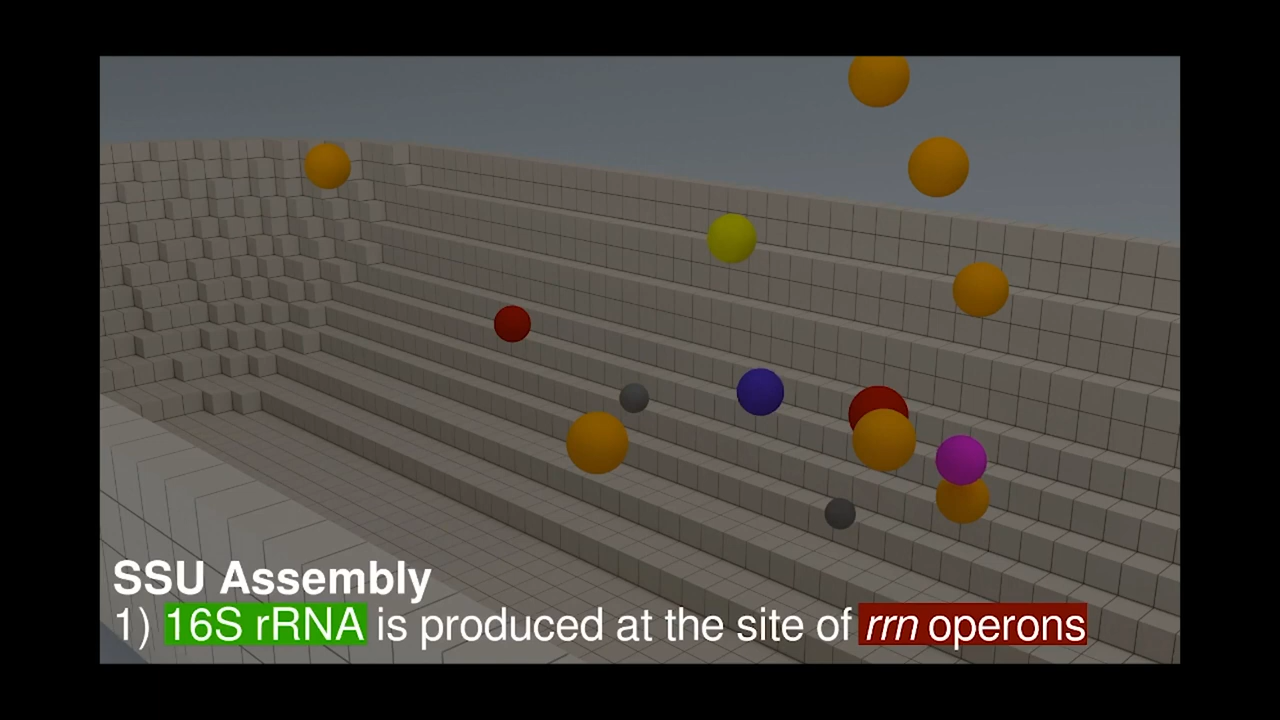 SSU Assembly
1) 16S rRNA is produced at the site of rrn operons